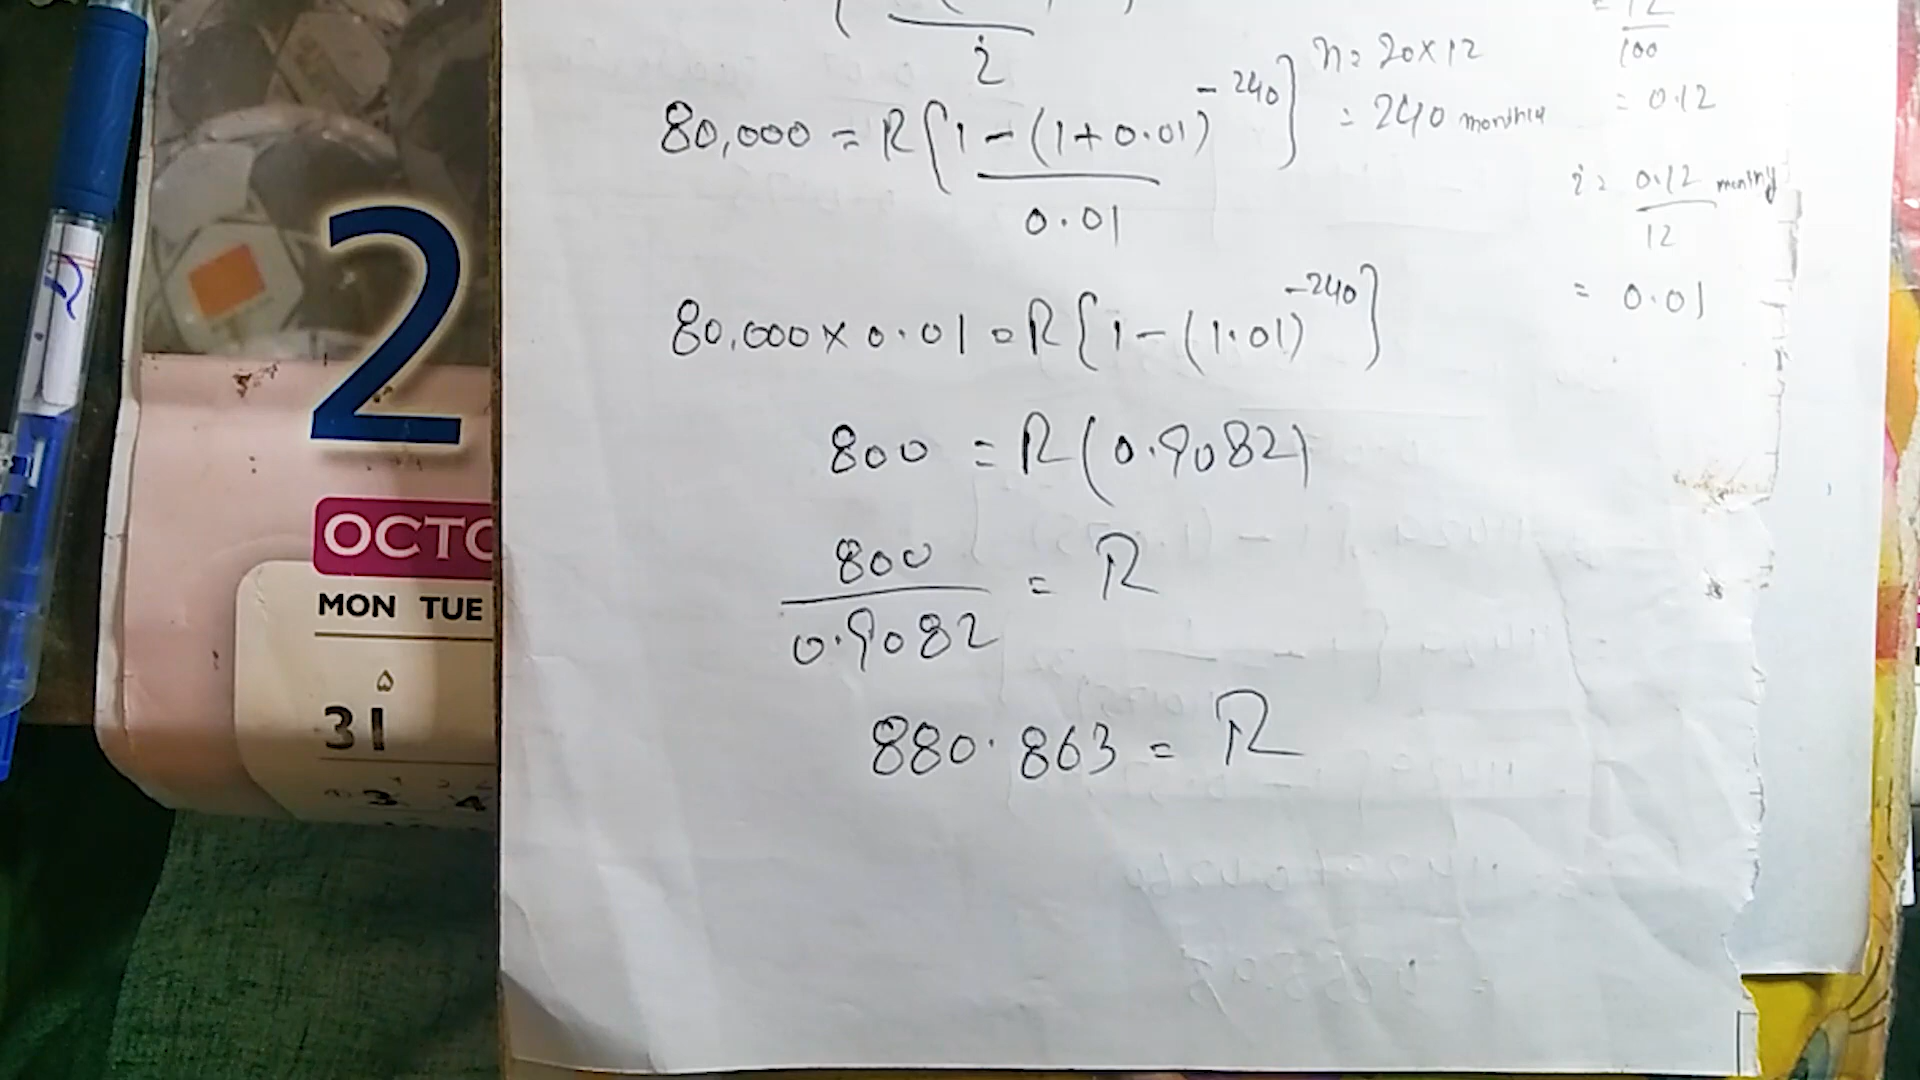 i
80,000 = R[1-(1+0.01)^-240]
0.01
n = 20x12
= 240 monthly
12
100
= 0.12
i = 0.12 monthly
12
= 0.01
80,000 x 0.01 = R[1-(1.01)^-240]
800 = R(0.9082)
800
0.9082
= R
880.863 = R
2
OCTO
MON TUE
۵
31
3 4